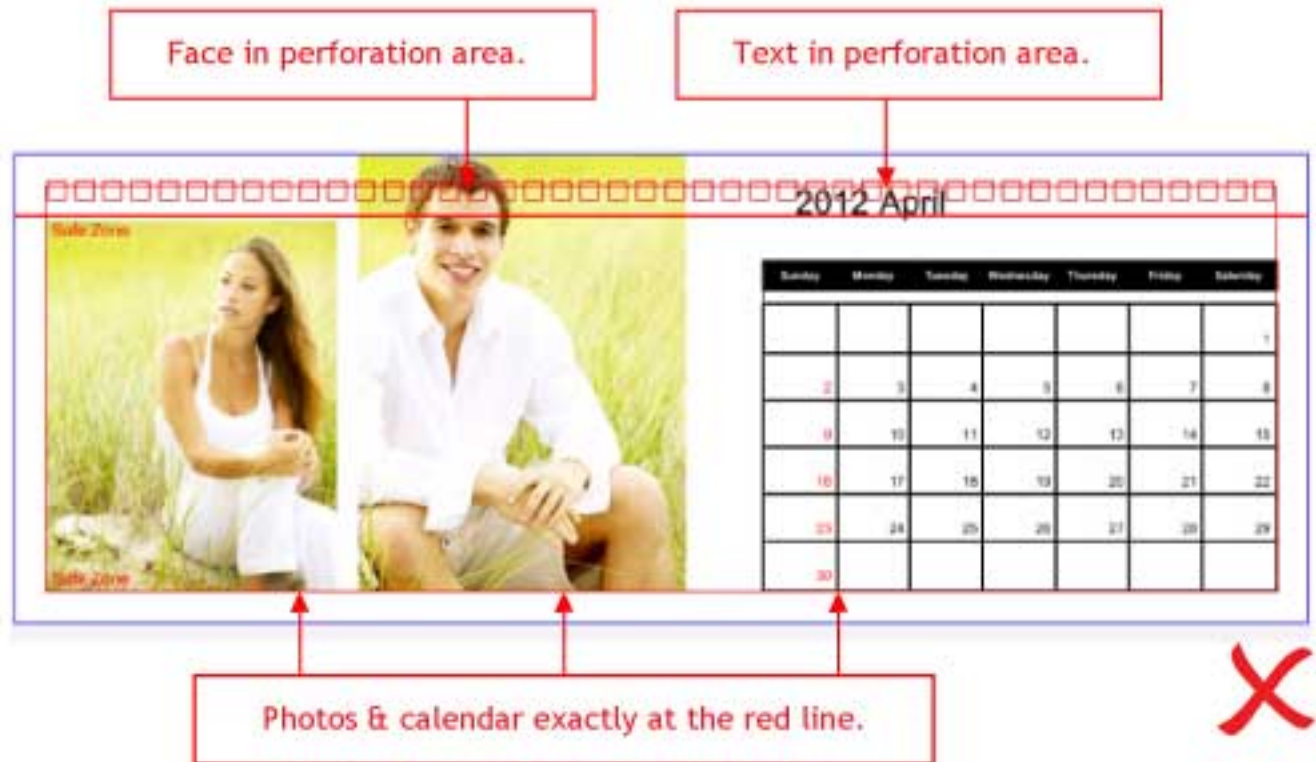 Face in perforation area.
Text in perforation area.
2012 April
Safe Zone
Sunday Monday Tuesday Wednesday Thursday Friday Saturday
1
2 3 4 5 6 7 8
9 10 11 12 13 14 15
16 17 18 19 20 21 22
23 24 25 26 27 28 29
30
Safe Zone
Photos & calendar exactly at the red line.